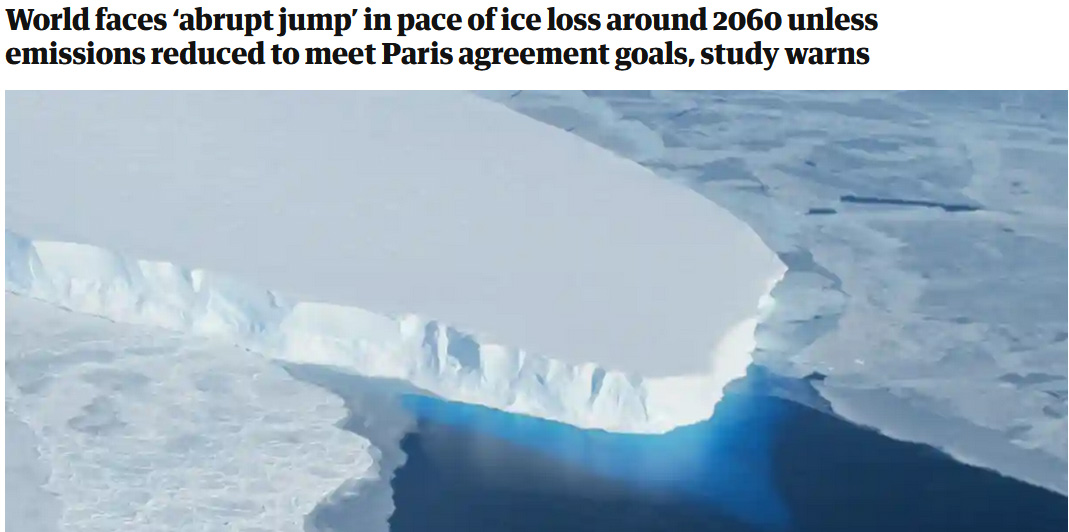 World faces ‘abrupt jump’ in pace of ice loss around 2060 unless
emissions reduced to meet Paris agreement goals, study warns